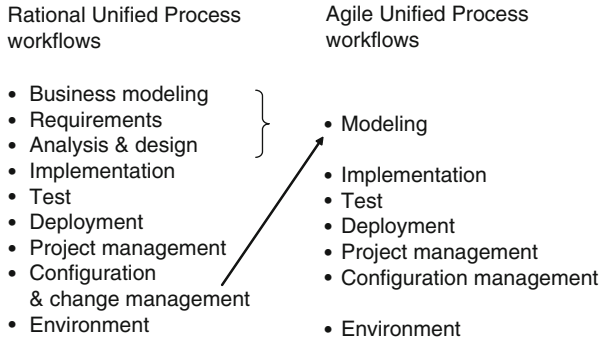 Rational Unified Process
workflows
• Business modeling
• Requirements
• Analysis & design
• Implementation
• Test
• Deployment
• Project management
• Configuration
& change management
• Environment
Agile Unified Process
workflows
• Modeling
• Implementation
• Test
• Deployment
• Project management
• Configuration management
• Environment